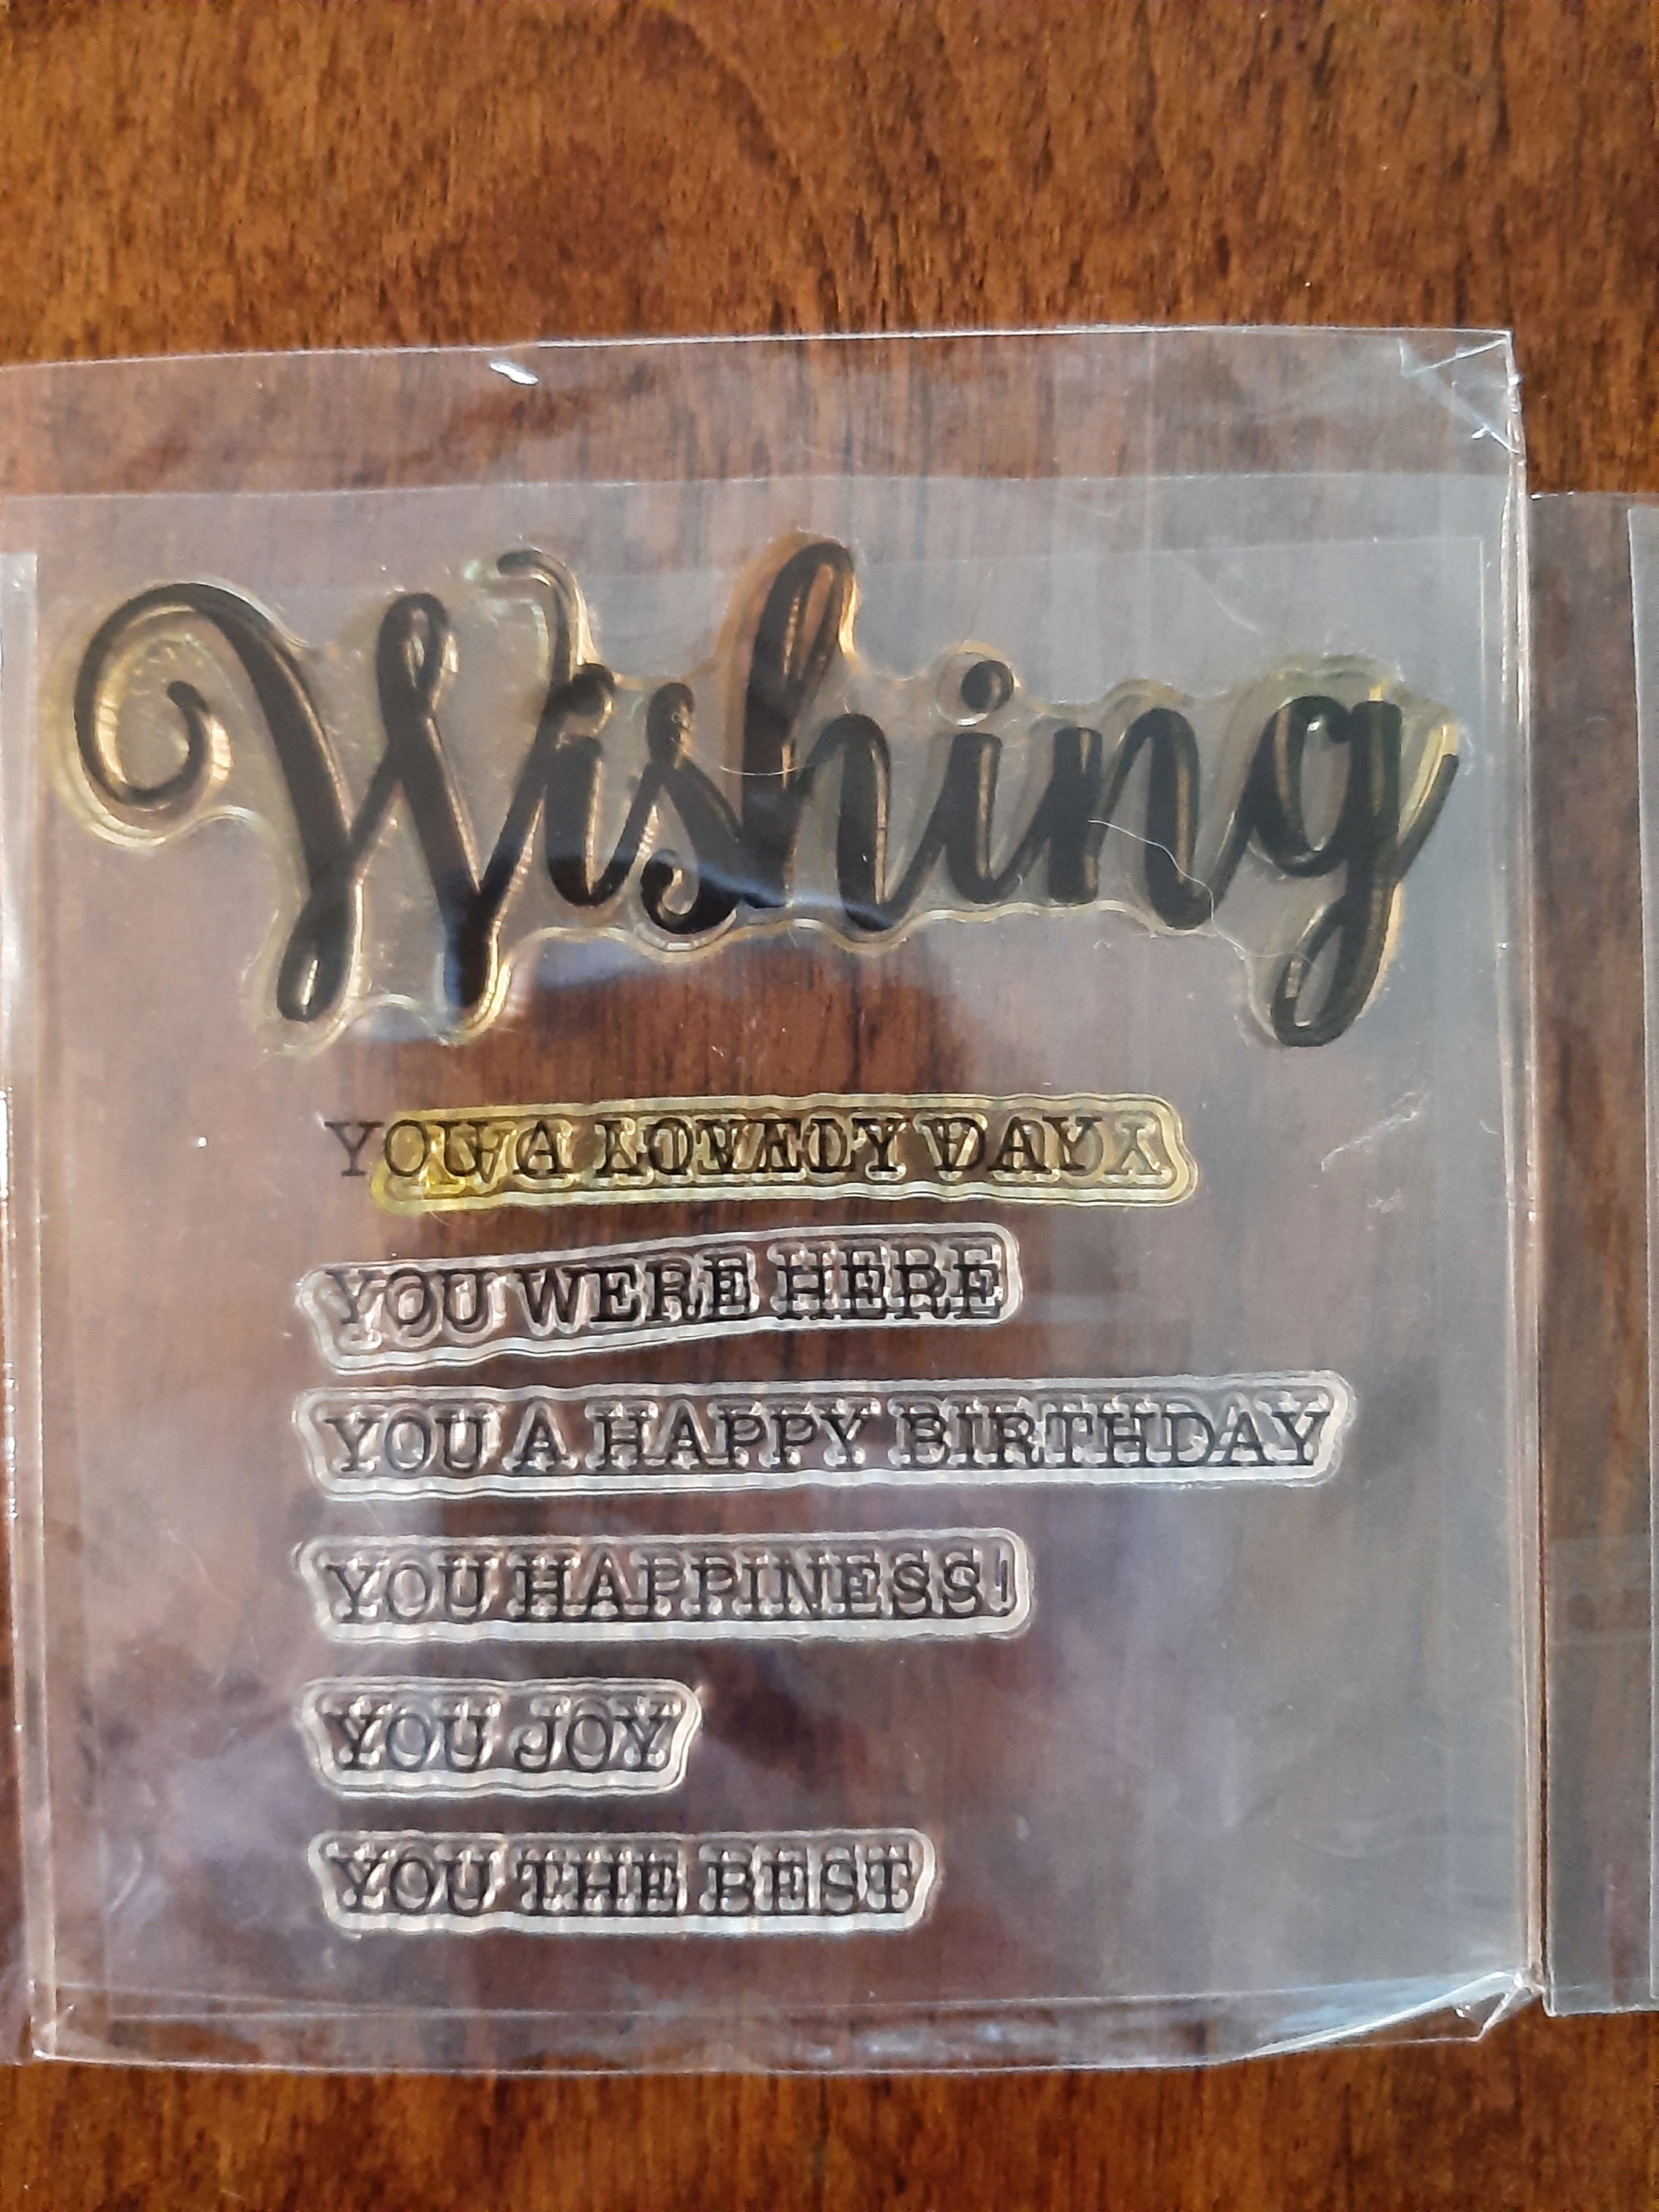 Wishing
YOU A LOVELY DAY
YOU WERE HERE
YOU A HAPPY BIRTHDAY
YOU HAPPINESS!
YOU JOY
YOU THE BEST